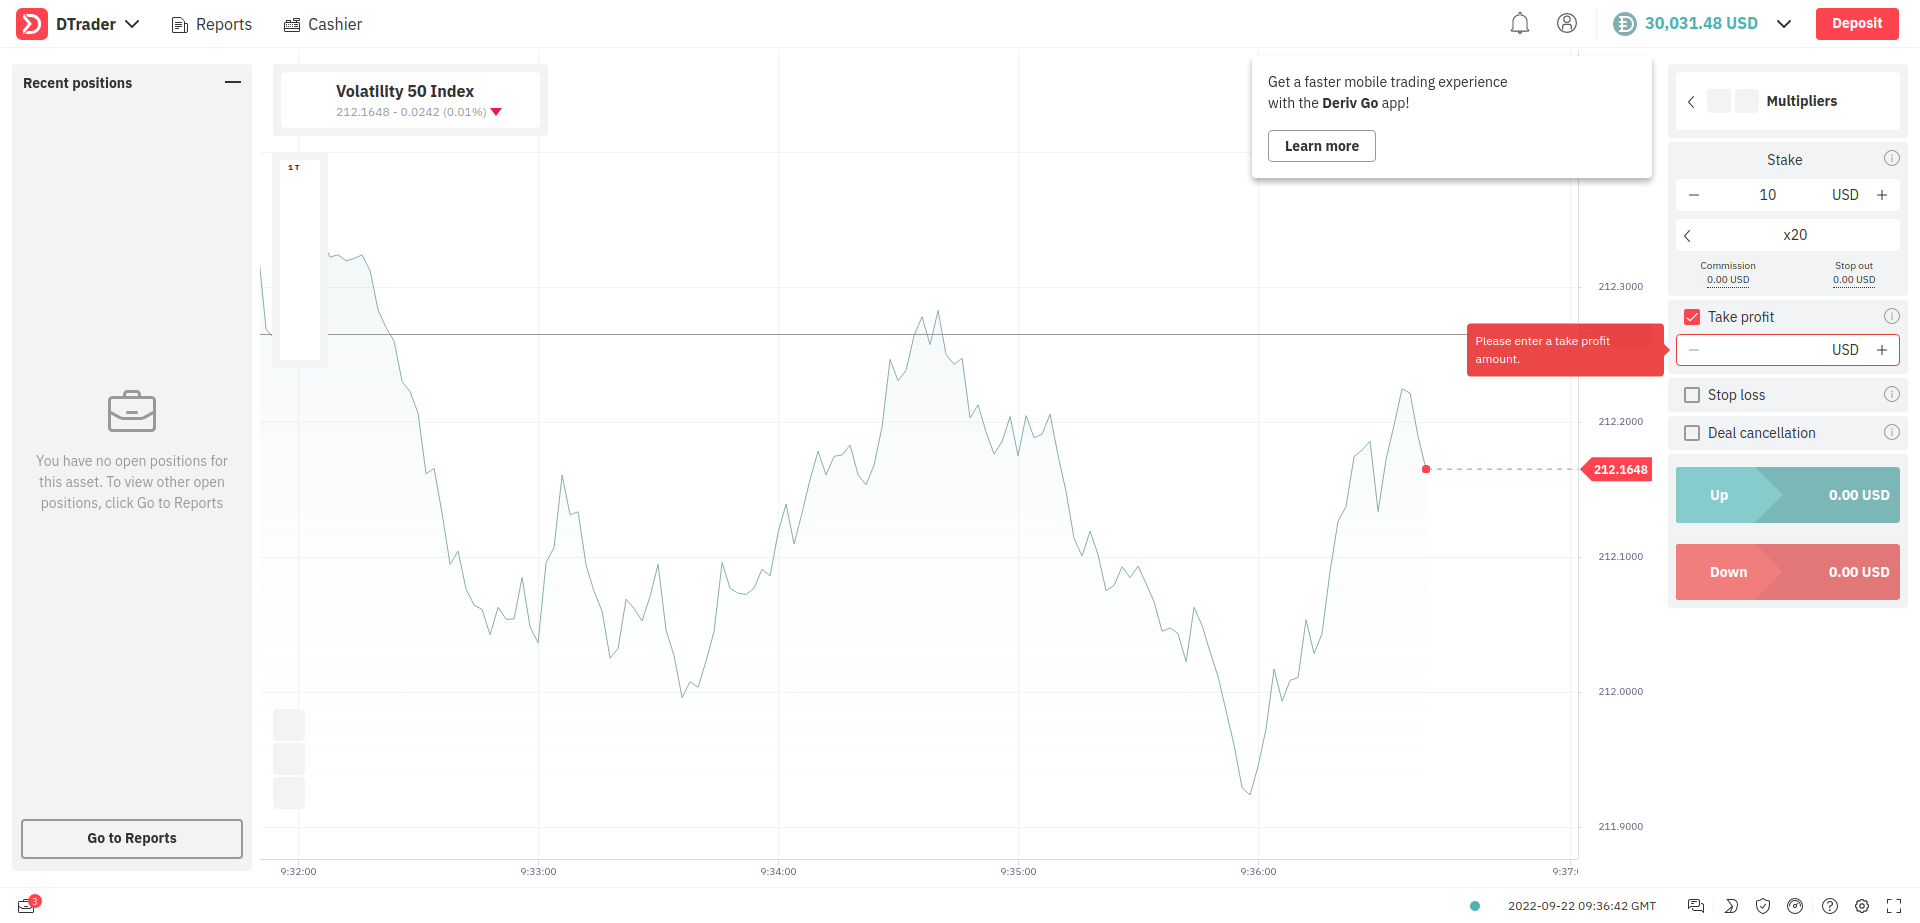 DTrader
Reports
Cashier
30,031.48 USD
Deposit
Recent positions
You have no open positions for
this asset. To view other open
positions, click Go to Reports
Go to Reports
Volatility 50 Index
212.1648 - 0.0242 (0.01%)
1 T
Get a faster mobile trading experience
with the Deriv Go app!
Learn more
212.3000
212.2000
212.1648
212.1000
212.0000
211.9000
9:32:00
9:33:00
9:34:00
9:35:00
9:36:00
9:37:
Please enter a take profit
amount.
Multipliers
Stake
10
USD
x20
Commission
0.00 USD
Stop out
0.00 USD
Take profit
USD
Stop loss
Deal cancellation
Up
0.00 USD
Down
0.00 USD
3
2022-09-22 09:36:42 GMT